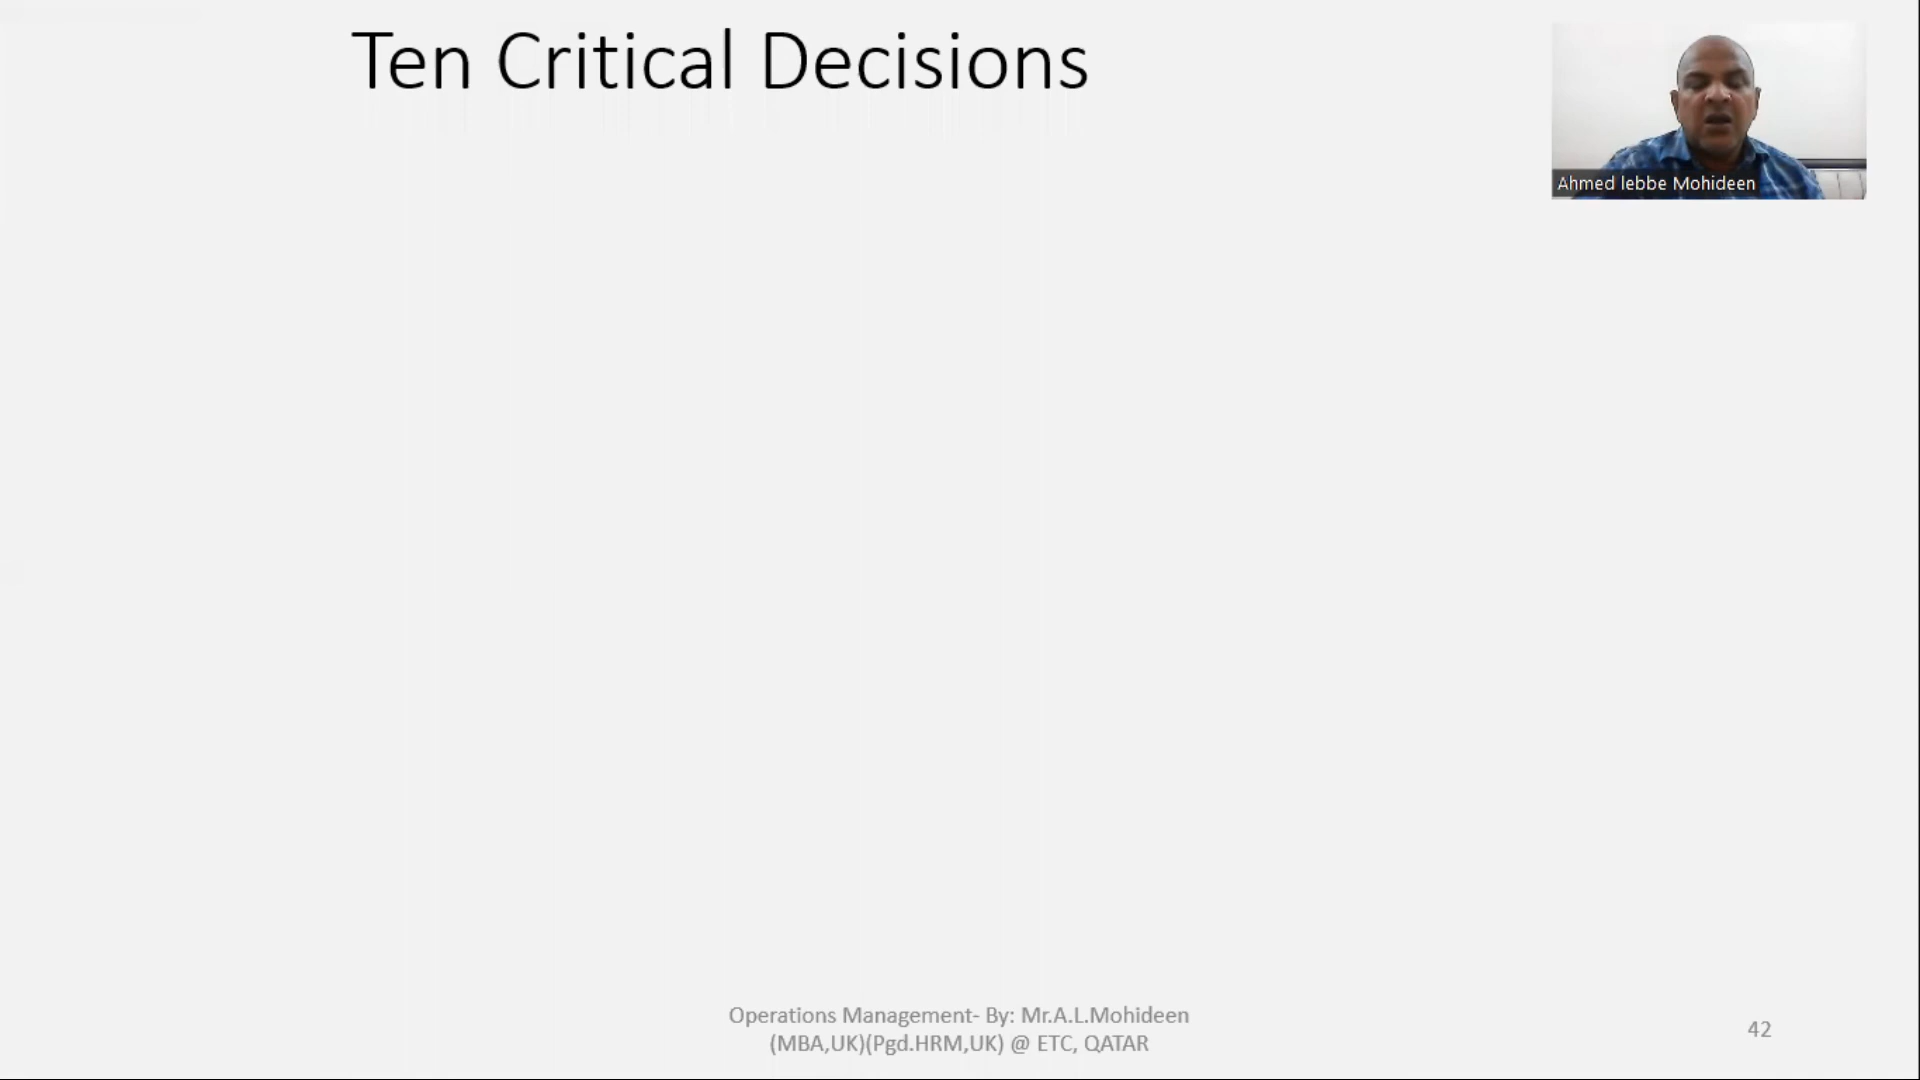 Ten Critical Decisions
Ahmed lebbe Mohideen
Operations Management- By: Mr.A.L.Mohideen
(MBA,UK)(Pgd.HRM,UK) @ ETC, QATAR
42